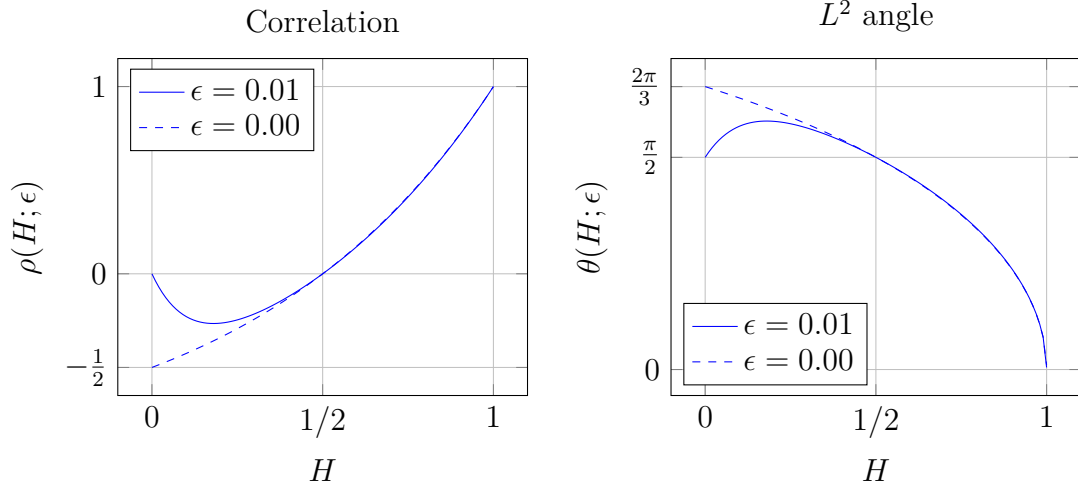 Correlation
1
0
−1/2
ρ(H; ϵ)
ϵ = 0.01
ϵ = 0.00
0
1/2
1
H
L² angle
2π/3
π/2
0
θ(H; ϵ)
ϵ = 0.01
ϵ = 0.00
0
1/2
1
H